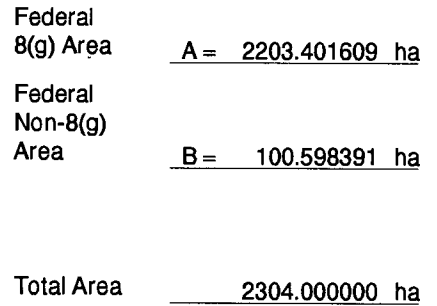 Federal
8(g) Area A = 2203.401609 ha
Federal
Non-8(g)
Area B = 100.598391 ha
Total Area 2304.000000 ha